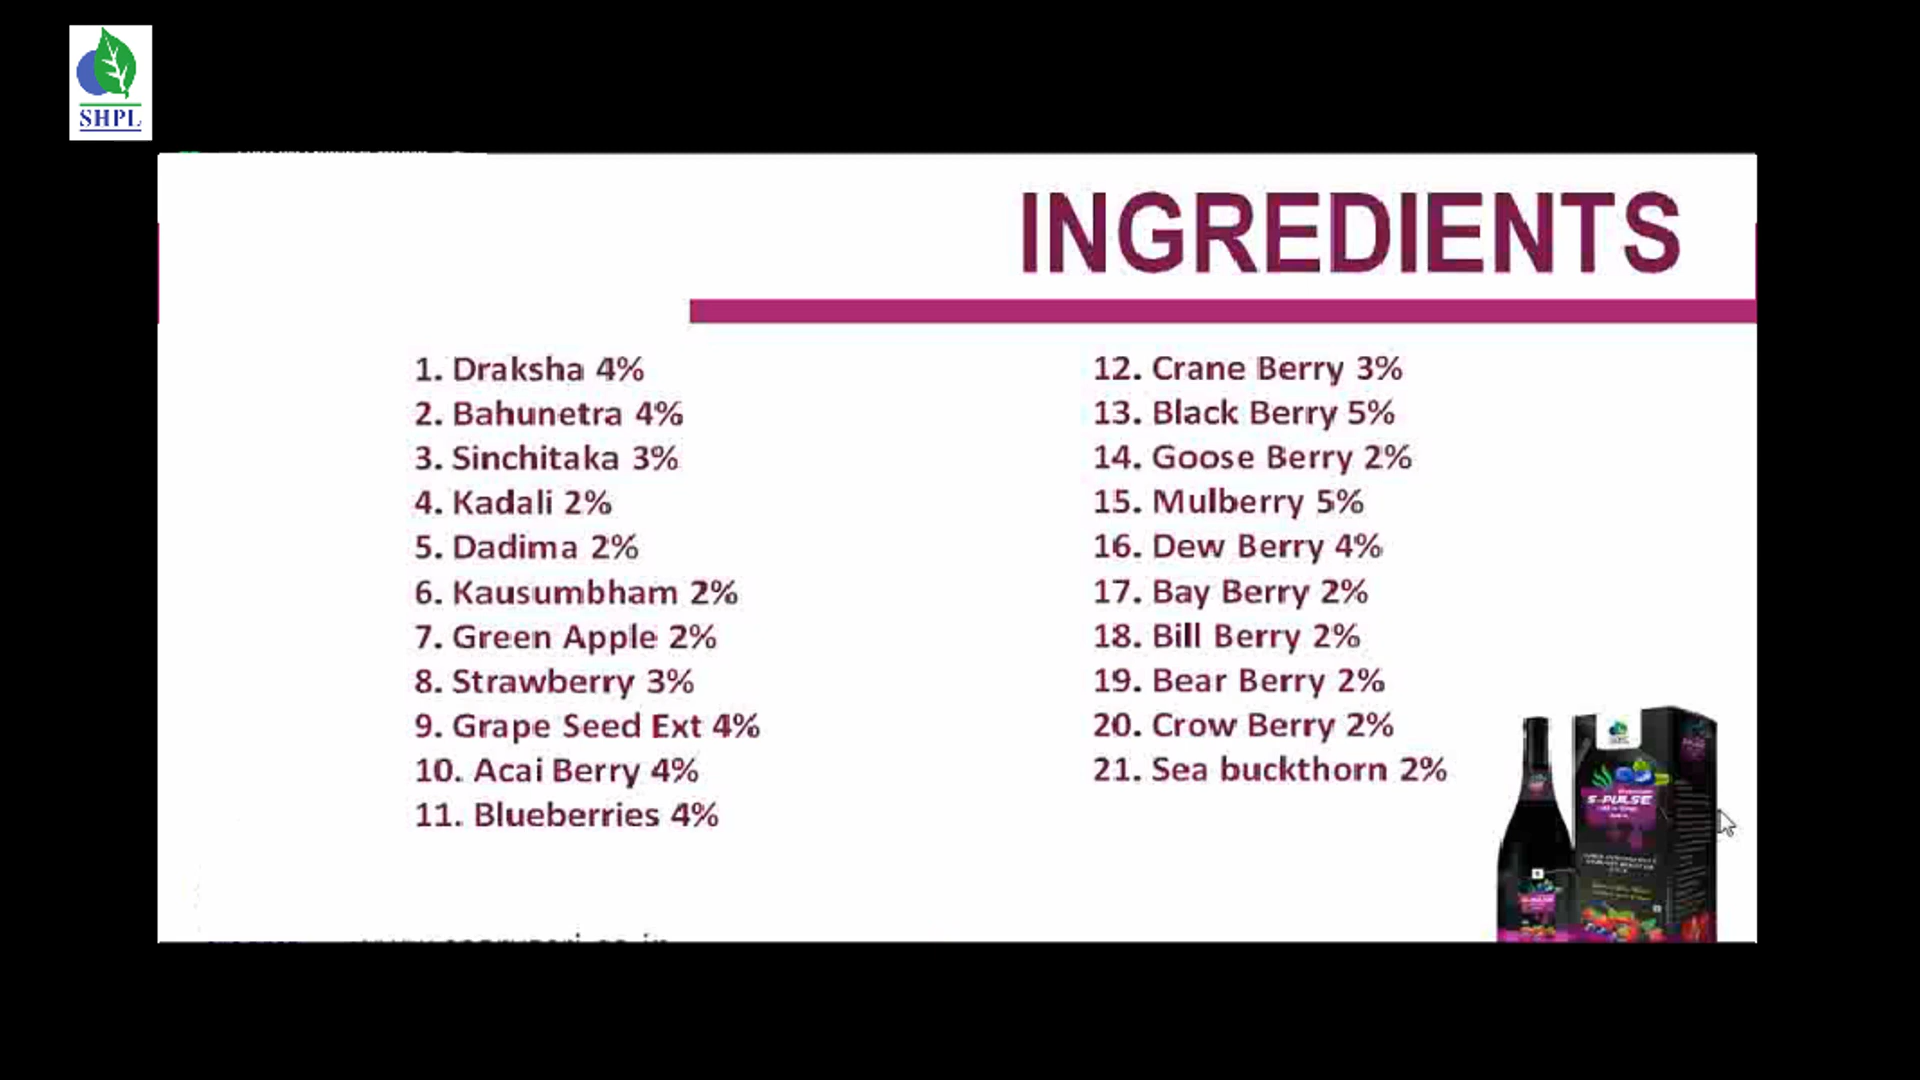 SHPL
INGREDIENTS
1. Draksha 4%
2. Bahunetra 4%
3. Sinchitaka 3%
4. Kadali 2%
5. Dadima 2%
6. Kausumbham 2%
7. Green Apple 2%
8. Strawberry 3%
9. Grape Seed Ext 4%
10. Acai Berry 4%
11. Blueberries 4%
12. Crane Berry 3%
13. Black Berry 5%
14. Goose Berry 2%
15. Mulberry 5%
16. Dew Berry 4%
17. Bay Berry 2%
18. Bill Berry 2%
19. Bear Berry 2%
20. Crow Berry 2%
21. Sea buckthorn 2%
S-PULSE